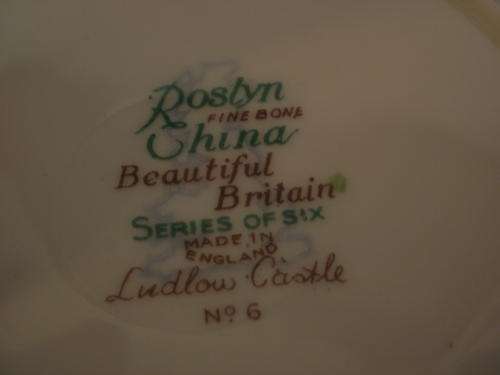 Roslyn
FINE BONE
China
Beautiful
Britain
SERIES OF SIX
MADE IN
ENGLAND
Ludlow Castle
Nº 6